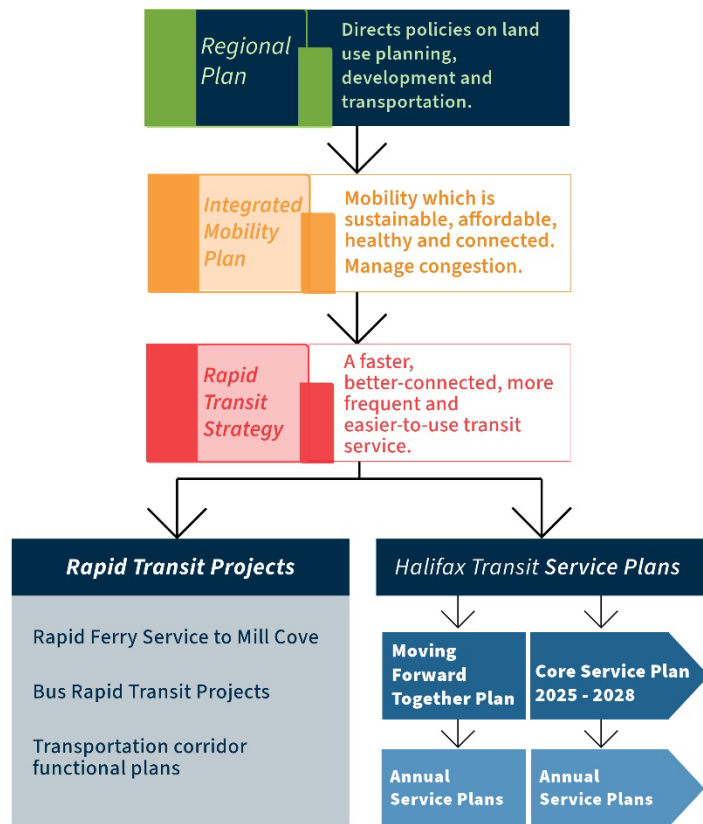 Regional
Plan
Directs policies on land
use planning,
development and
transportation.
Integrated
Mobility
Plan
Mobility which is
sustainable, affordable,
healthy and connected.
Manage congestion.
Rapid
Transit
Strategy
A faster,
better-connected, more
frequent and
easier-to-use transit
service.
Rapid Transit Projects
Rapid Ferry Service to Mill Cove
Bus Rapid Transit Projects
Transportation corridor
functional plans
Halifax Transit Service Plans
Moving
Forward
Together Plan
Core Service Plan
2025 - 2028
Annual
Service Plans
Annual
Service Plans